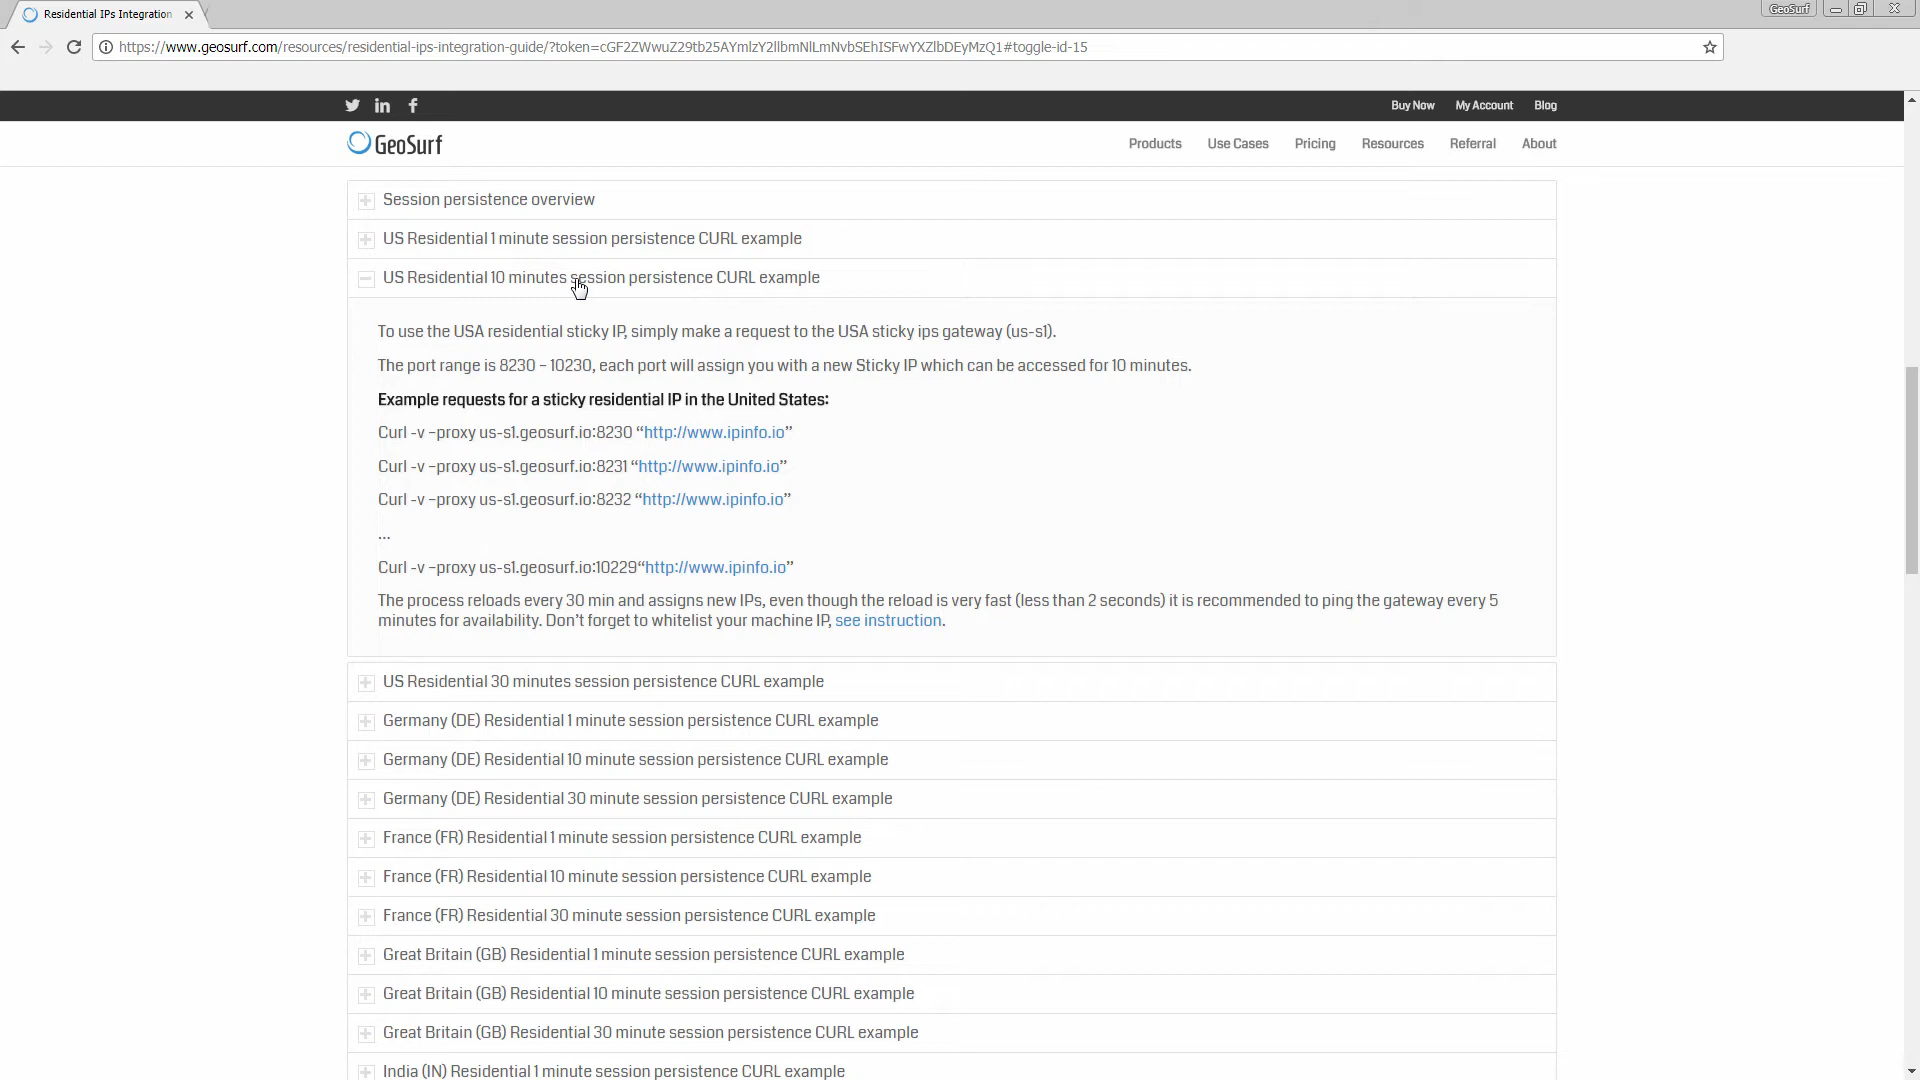 Residential IPs Integration
GeoSurf
https://www.geosurf.com/resources/residential-ips-integration-guide/?token=cGF2ZWwuZ29tb25AYmlzY2llbmNlLmNvbSEhISFwYXZlbDEyMzQ1#toggle-id-15
Buy Now My Account Blog
GeoSurf
Products Use Cases Pricing Resources Referral About
Session persistence overview
US Residential 1 minute session persistence CURL example
US Residential 10 minutes session persistence CURL example
To use the USA residential sticky IP, simply make a request to the USA sticky ips gateway (us-s1).
The port range is 8230 – 10230, each port will assign you with a new Sticky IP which can be accessed for 10 minutes.
Example requests for a sticky residential IP in the United States:
Curl -v –proxy us-s1.geosurf.io:8230 “http://www.ipinfo.io”
Curl -v –proxy us-s1.geosurf.io:8231 “http://www.ipinfo.io”
Curl -v –proxy us-s1.geosurf.io:8232 “http://www.ipinfo.io”
…
Curl -v –proxy us-s1.geosurf.io:10229“http://www.ipinfo.io”
The process reloads every 30 min and assigns new IPs, even though the reload is very fast (less than 2 seconds) it is recommended to ping the gateway every 5
minutes for availability. Don’t forget to whitelist your machine IP, see instruction.
US Residential 30 minutes session persistence CURL example
Germany (DE) Residential 1 minute session persistence CURL example
Germany (DE) Residential 10 minute session persistence CURL example
Germany (DE) Residential 30 minute session persistence CURL example
France (FR) Residential 1 minute session persistence CURL example
France (FR) Residential 10 minute session persistence CURL example
France (FR) Residential 30 minute session persistence CURL example
Great Britain (GB) Residential 1 minute session persistence CURL example
Great Britain (GB) Residential 10 minute session persistence CURL example
Great Britain (GB) Residential 30 minute session persistence CURL example
India (IN) Residential 1 minute session persistence CURL example